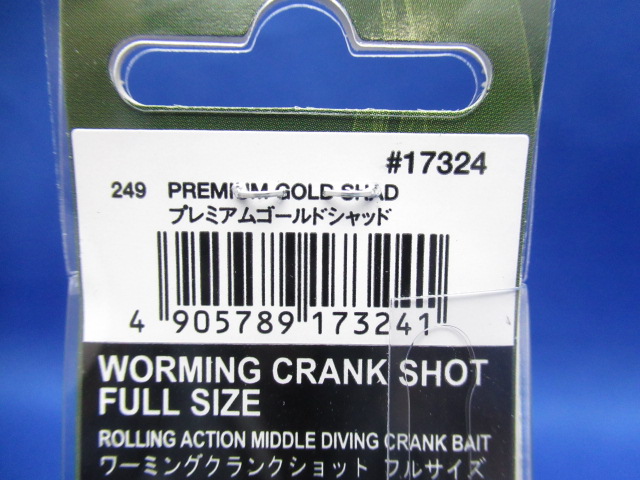 #17324
249 PREMIUM GOLD SHAD
プレミアムゴールドシャッド
4 905789 173241
WORMING CRANK SHOT
FULL SIZE
ROLLING ACTION MIDDLE DIVING CRANK BAIT
ワーミングクランクショット フルサイズ